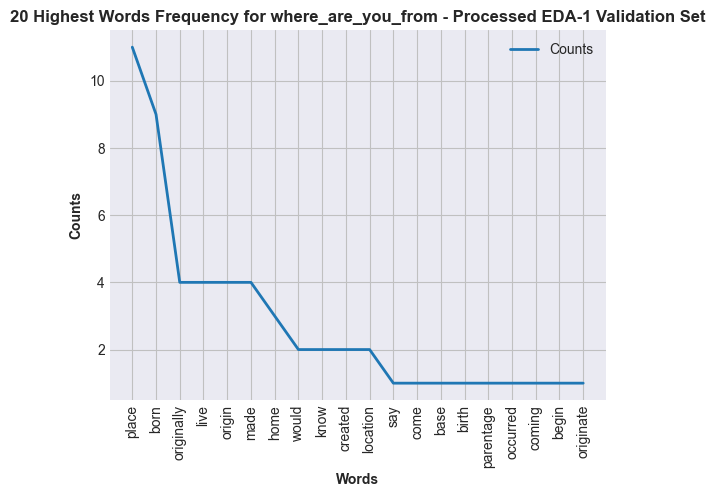 20 Highest Words Frequency for where_are_you_from - Processed EDA-1 Validation Set
Counts
10
8
6
4
2
Counts
place
born
originally
live
origin
made
home
would
know
created
location
say
come
base
birth
parentage
occurred
coming
begin
originate
Words